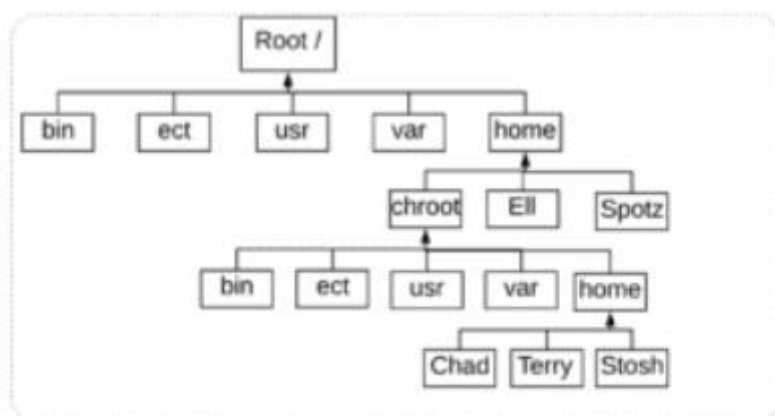 Root /
bin ect usr var home
chroot Ell Spotz
bin ect usr var home
Chad Terry Stosh